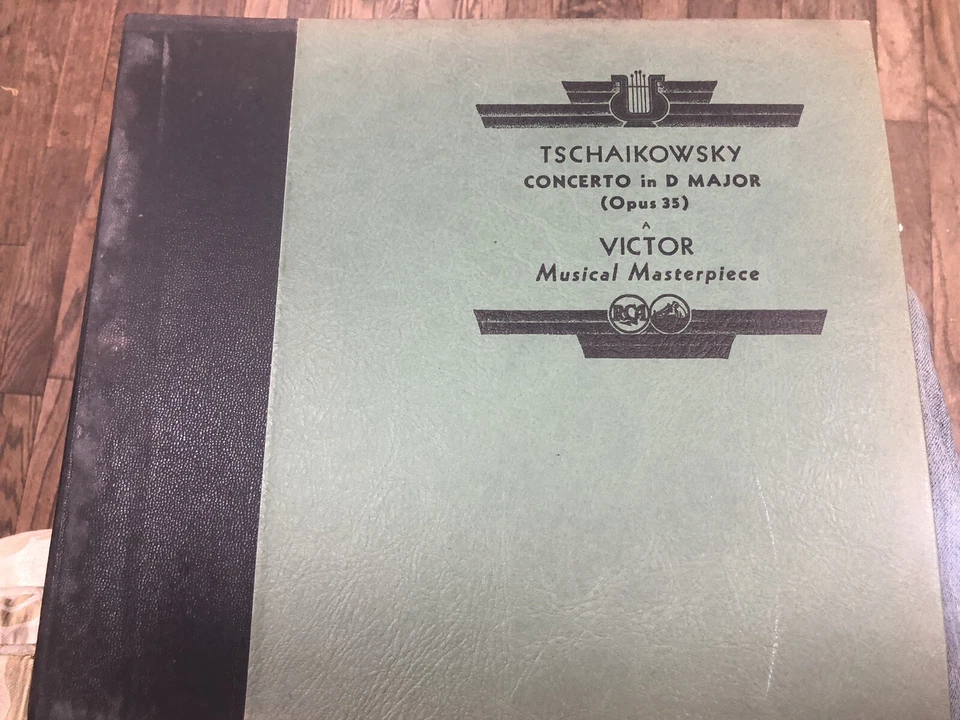 TSCHAIKOWSKY
CONCERTO in D MAJOR
(Opus 35)
A
VICTOR
Musical Masterpiece
RCA